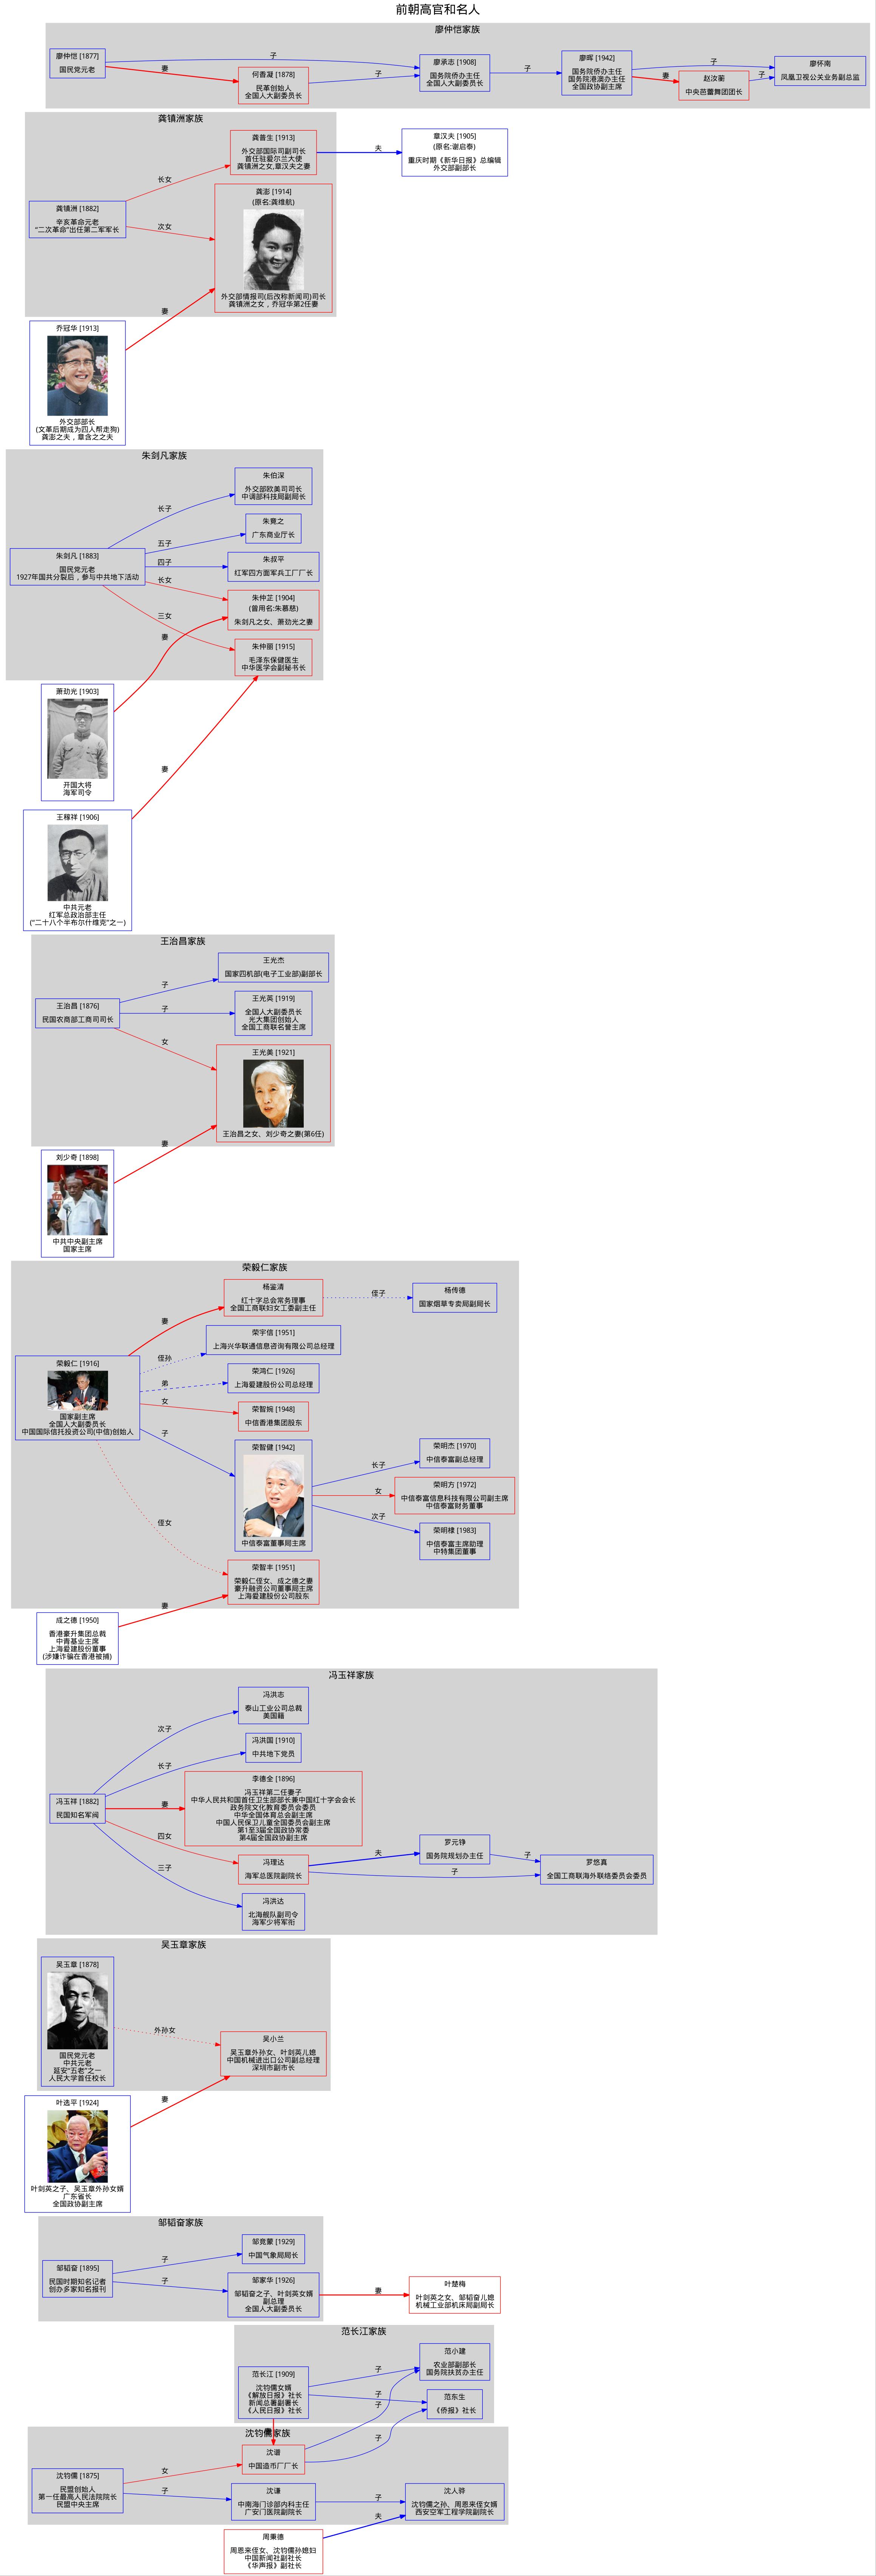 前朝高官和名人
廖仲恺家族
廖仲恺 [1877]
国民党元老
子
妻
何香凝 [1878]
民革创始人
全国人大副委员长
子
廖承志 [1908]
国务院侨办主任
全国人大副委员长
子
廖晖 [1942]
国务院侨办主任
国务院港澳办主任
全国政协副主席
子
妻
赵汝蘅
中央芭蕾舞团团长
子
廖怀南
凤凰卫视公关业务副总监
龚镇洲家族
龚镇洲 [1882]
辛亥革命元老
"二次革命"出任第二军军长
长女
次女
龚普生 [1913]
外交部国际司副司长
首任驻爱尔兰大使
龚镇洲之女,章汉夫之妻
夫
章汉夫 [1905]
(原名:谢启泰)
重庆时期《新华日报》总编辑
外交部副部长
龚澎 [1914]
(原名:龚维航)
外交部情报司(后改称新闻司)司长
龚镇洲之女，乔冠华第2任妻
妻
乔冠华 [1913]
外交部部长
(文革后期成为四人帮走狗)
龚澎之夫，章含之之夫
朱剑凡家族
朱剑凡 [1883]
国民党元老
1927年国共分裂后，参与中共地下活动
长子
五子
四子
长女
三女
妻
朱伯深
外交部欧美司司长
中调部科技局副局长
朱竟之
广东商业厅长
朱叔平
红军四方面军兵工厂厂长
朱仲芷 [1904]
(曾用名:朱慕慈)
朱剑凡之女、萧劲光之妻
朱仲丽 [1915]
毛泽东保健医生
中华医学会副秘书长
萧劲光 [1903]
开国大将
海军司令
妻
王稼祥 [1906]
中共元老
红军总政治部主任
("二十八个半布尔什维克"之一)
王治昌家族
王治昌 [1876]
民国农商部工商司司长
子
子
女
王光杰
国家四机部(电子工业部)副部长
王光英 [1919]
全国人大副委员长
光大集团创始人
全国工商联名誉主席
王光美 [1921]
王治昌之女、刘少奇之妻(第6任)
妻
刘少奇 [1898]
中共中央副主席
国家主席
荣毅仁家族
荣毅仁 [1916]
国家副主席
全国人大副委员长
中国国际信托投资公司(中信)创始人
妻
侄孙
弟
女
子
侄女
杨鉴清
红十字总会常务理事
全国工商联妇女工委副主任
侄子
杨传德
国家烟草专卖局副局长
荣宇信 [1951]
上海兴华联通信息咨询有限公司总经理
荣鸿仁 [1926]
上海爱建股份公司总经理
荣智婉 [1948]
中信香港集团股东
荣智健 [1942]
中信泰富董事局主席
长子
女
次子
荣明杰 [1970]
中信泰富副总经理
荣明方 [1972]
中信泰富信息科技有限公司副主席
中信泰富财务董事
荣明棣 [1983]
中信泰富主席助理
中特集团董事
荣智丰 [1951]
荣毅仁侄女、成之德之妻
豪升融资公司董事局主席
上海爱建股份公司股东
妻
成之德 [1950]
香港豪升集团总裁
中青基业主席
上海爱建股份董事
(涉嫌诈骗在香港被捕)
冯玉祥家族
冯玉祥 [1882]
民国知名军阀
次子
长子
妻
四女
三子
冯洪志
泰山工业公司总裁
美国籍
冯洪国 [1910]
中共地下党员
李德全 [1896]
冯玉祥第二任妻子
中华人民共和国首任卫生部部长兼中国红十字会会长
政务院文化教育委员会委员
中华全国体育总会副主席
中国人民保卫儿童全国委员会副主席
第1至3届全国政协常委
第4届全国政协副主席
冯理达
海军总医院副院长
夫
子
罗元铮
国务院规划办主任
子
罗悠真
全国工商联海外联络委员会委员
冯洪达
北海舰队副司令
海军少将军衔
吴玉章家族
吴玉章 [1878]
国民党元老
中共元老
延安"五老"之一
人民大学首任校长
外孙女
吴小兰
吴玉章外孙女、叶剑英儿媳
中国机械进出口公司副总经理
深圳市副市长
妻
叶选平 [1924]
叶剑英之子、吴玉章外孙女婿
广东省长
全国政协副主席
邹韬奋家族
邹韬奋 [1895]
民国时期知名记者
创办多家知名报刊
子
子
邹竞蒙 [1929]
中国气象局局长
邹家华 [1926]
邹韬奋之子、叶剑英女婿
副总理
全国人大副委员长
妻
叶楚梅
叶剑英之女、邹韬奋儿媳
机械工业部机床局副局长
范长江家族
范长江 [1909]
沈钧儒女婿
《解放日报》社长
新闻总署副署长
《人民日报》社长
子
子
子
子
范小建
农业部副部长
国务院扶贫办主任
范东生
《侨报》社长
沈钧儒家族
沈钧儒 [1875]
民盟创始人
第一任最高人民法院院长
民盟中央主席
女
子
沈谱
中国造币厂厂长
沈谦
中南海门诊部内科主任
广安门医院副院长
子
夫
沈人骅
沈钧儒之孙、周恩来侄女婿
西安空军工程学院副院长
周秉德
周恩来侄女、沈钧儒孙媳妇
中国新闻社副社长
《华声报》副社长